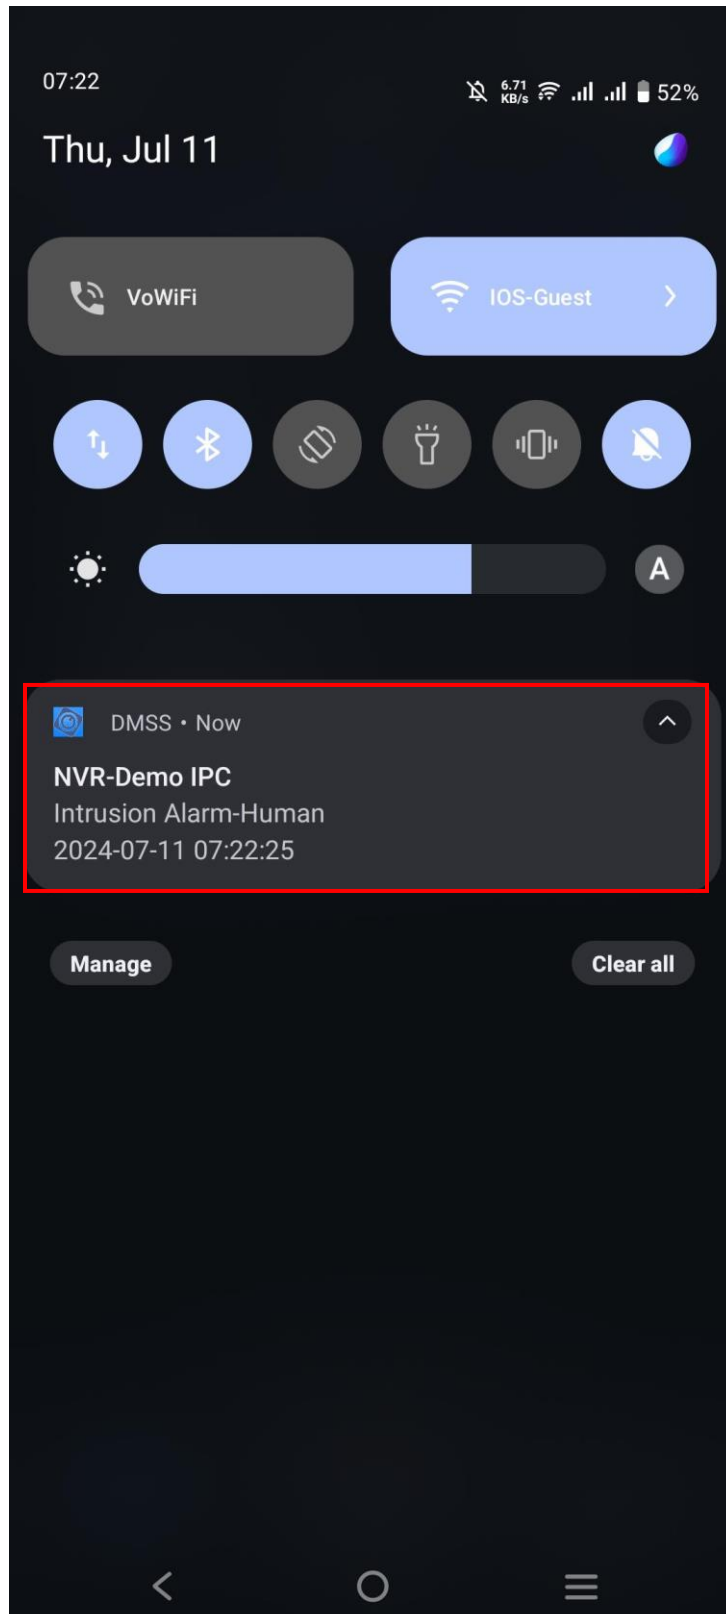 07:22
6.71 KB/s
52%
Thu, Jul 11
VoWiFi
IOS-Guest
A
DMSS • Now
NVR-Demo IPC
Intrusion Alarm-Human
2024-07-11 07:22:25
Manage
Clear all